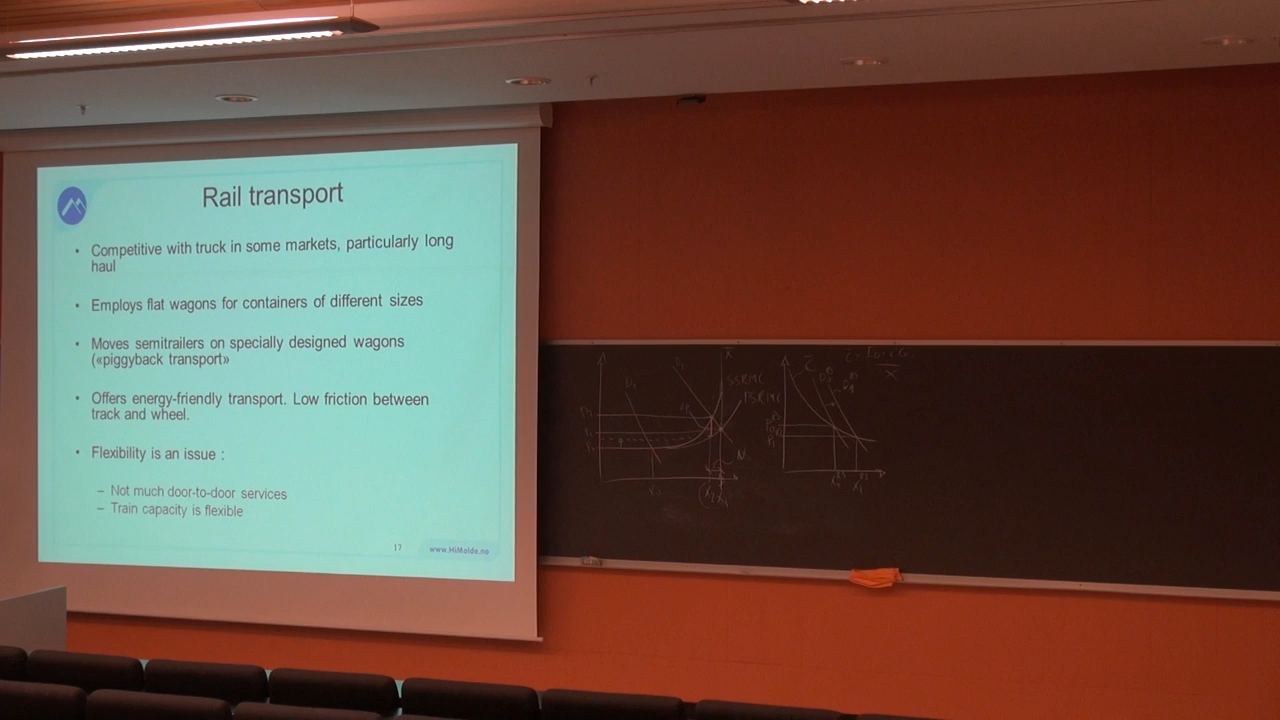 Rail transport
• Competitive with truck in some markets, particularly long
haul
• Employs flat wagons for containers of different sizes
• Moves semitrailers on specially designed wagons
(«piggyback transport»
• Offers energy-friendly transport. Low friction between
track and wheel.
• Flexibility is an issue :
– Not much door-to-door services
– Train capacity is flexible
17
www.HiMolde.no
SSRMC